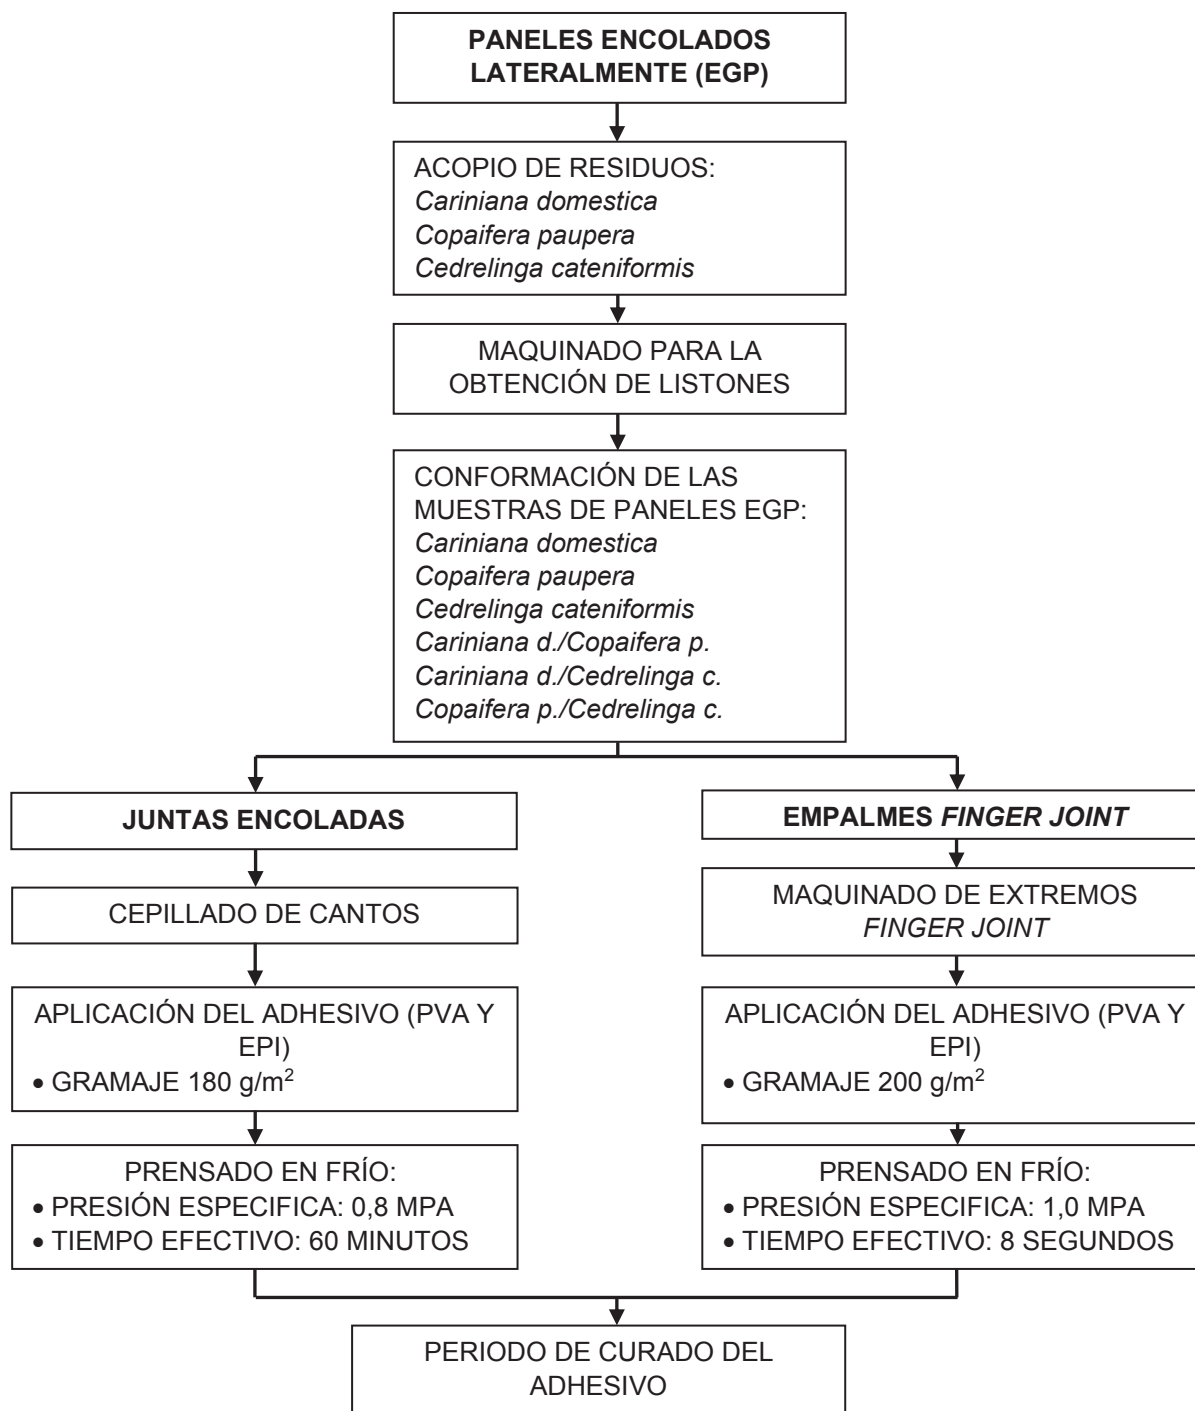 PANELES ENCOLADOS
LATERALMENTE (EGP)
ACOPIO DE RESIDUOS:
Cariniana domestica
Copaifera paupera
Cedrelinga cateniformis
MAQUINADO PARA LA
OBTENCIÓN DE LISTONES
CONFORMACIÓN DE LAS
MUESTRAS DE PANELES EGP:
Cariniana domestica
Copaifera paupera
Cedrelinga cateniformis
Cariniana d./Copaifera p.
Cariniana d./Cedrelinga c.
Copaifera p./Cedrelinga c.
JUNTAS ENCOLADAS
CEPILLADO DE CANTOS
APLICACIÓN DEL ADHESIVO (PVA Y
EPI)
• GRAMAJE 180 g/m²
PRENSADO EN FRÍO:
• PRESIÓN ESPECIFICA: 0,8 MPA
• TIEMPO EFECTIVO: 60 MINUTOS
EMPALMES FINGER JOINT
MAQUINADO DE EXTREMOS
FINGER JOINT
APLICACIÓN DEL ADHESIVO (PVA Y
EPI)
• GRAMAJE 200 g/m²
PRENSADO EN FRÍO:
• PRESIÓN ESPECIFICA: 1,0 MPA
• TIEMPO EFECTIVO: 8 SEGUNDOS
PERIODO DE CURADO DEL
ADHESIVO